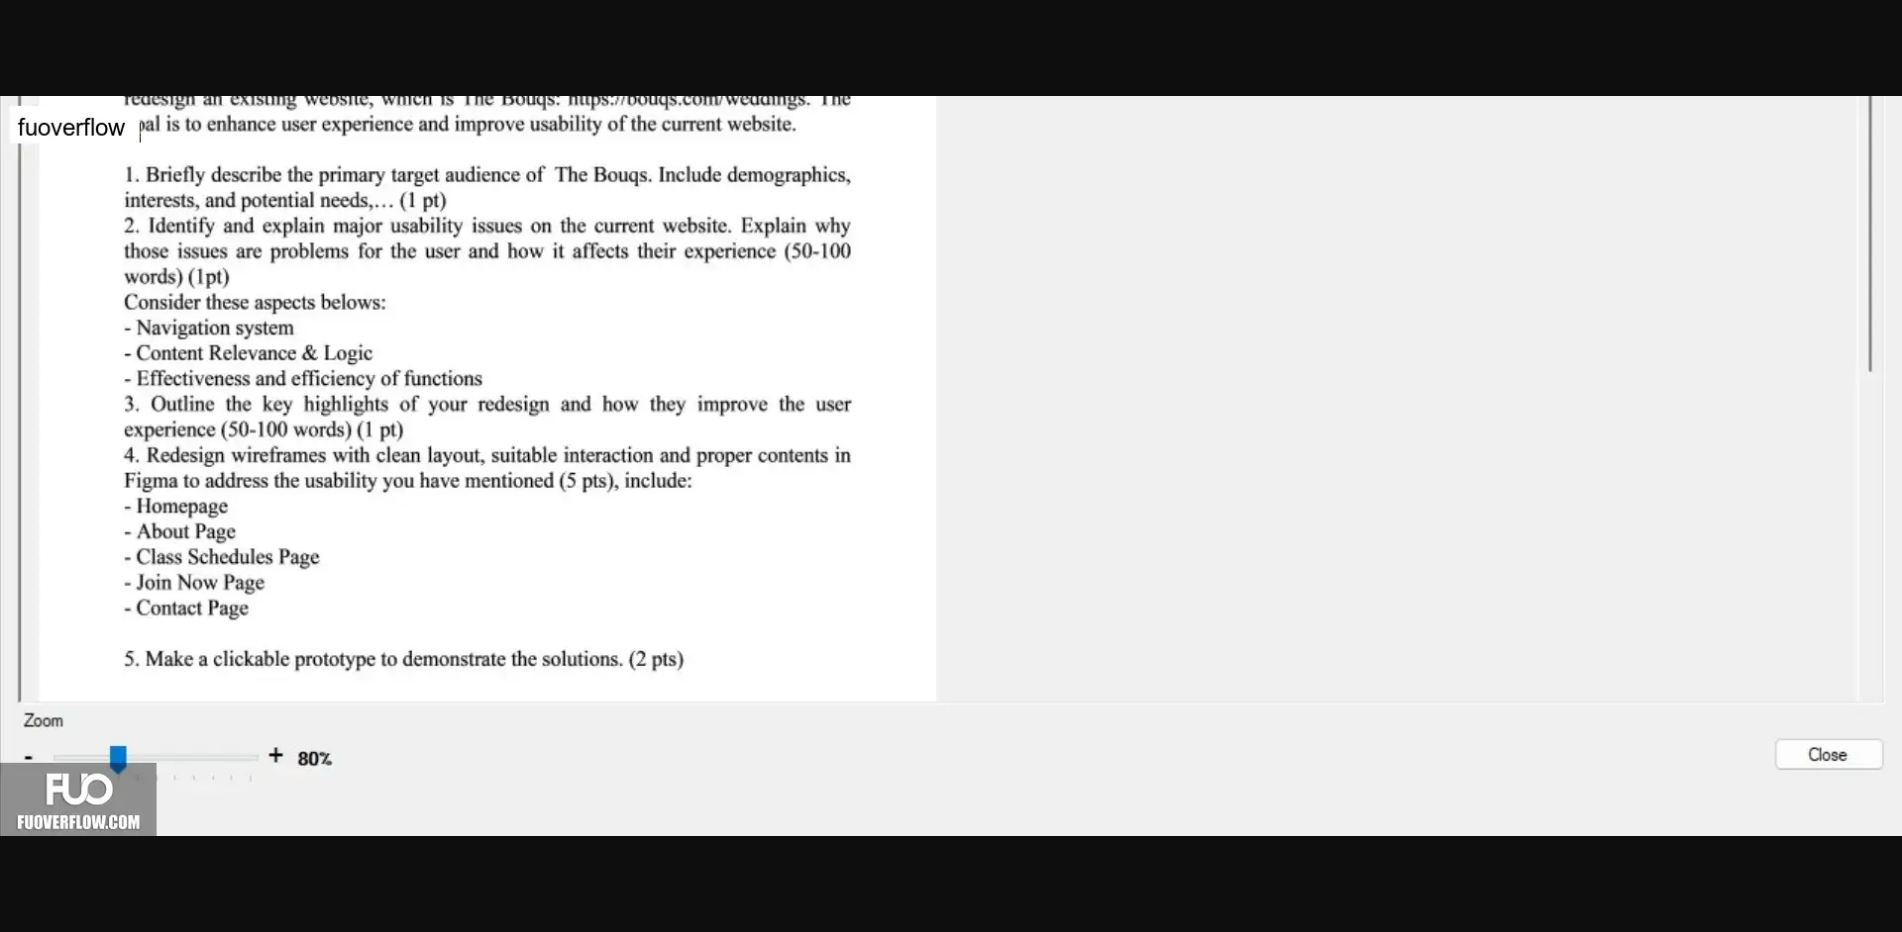 redesign an existing website, which is The Bouqs: https://bouqs.com/weddings. The
fuoverflow
is to enhance user experience and improve usability of the current website.
1. Briefly describe the primary target audience of The Bouqs. Include demographics,
interests, and potential needs,... (1 pt)
2. Identify and explain major usability issues on the current website. Explain why
those issues are problems for the user and how it affects their experience (50-100
words) (1pt)
Consider these aspects belows:
- Navigation system
- Content Relevance & Logic
- Effectiveness and efficiency of functions
3. Outline the key highlights of your redesign and how they improve the user
experience (50-100 words) (1 pt)
4. Redesign wireframes with clean layout, suitable interaction and proper contents in
Figma to address the usability you have mentioned (5 pts), include:
- Homepage
- About Page
- Class Schedules Page
- Join Now Page
- Contact Page
5. Make a clickable prototype to demonstrate the solutions. (2 pts)
Zoom
- + 80%
Close
FUO
FUOVERFLOW.COM